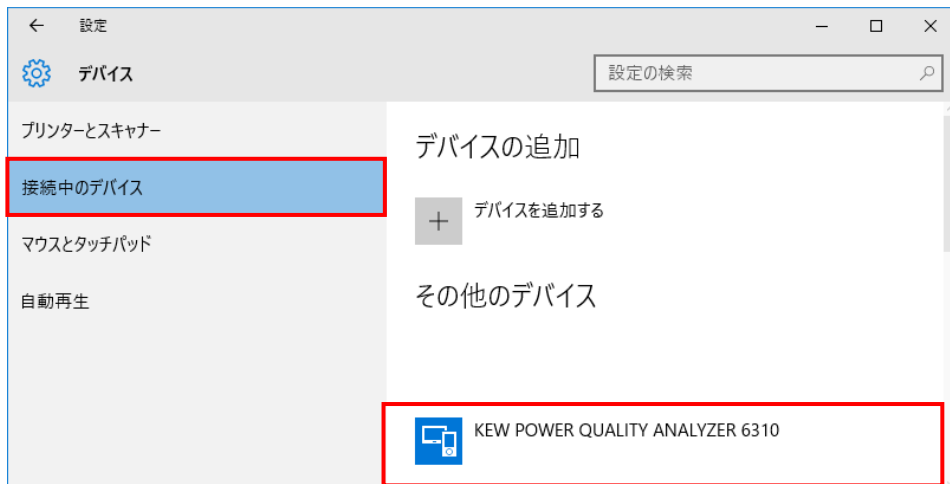 設定
デバイス
設定の検索
プリンターとスキャナー
接続中のデバイス
マウスとタッチパッド
自動再生
デバイスの追加
デバイスを追加する
その他のデバイス
KEW POWER QUALITY ANALYZER 6310